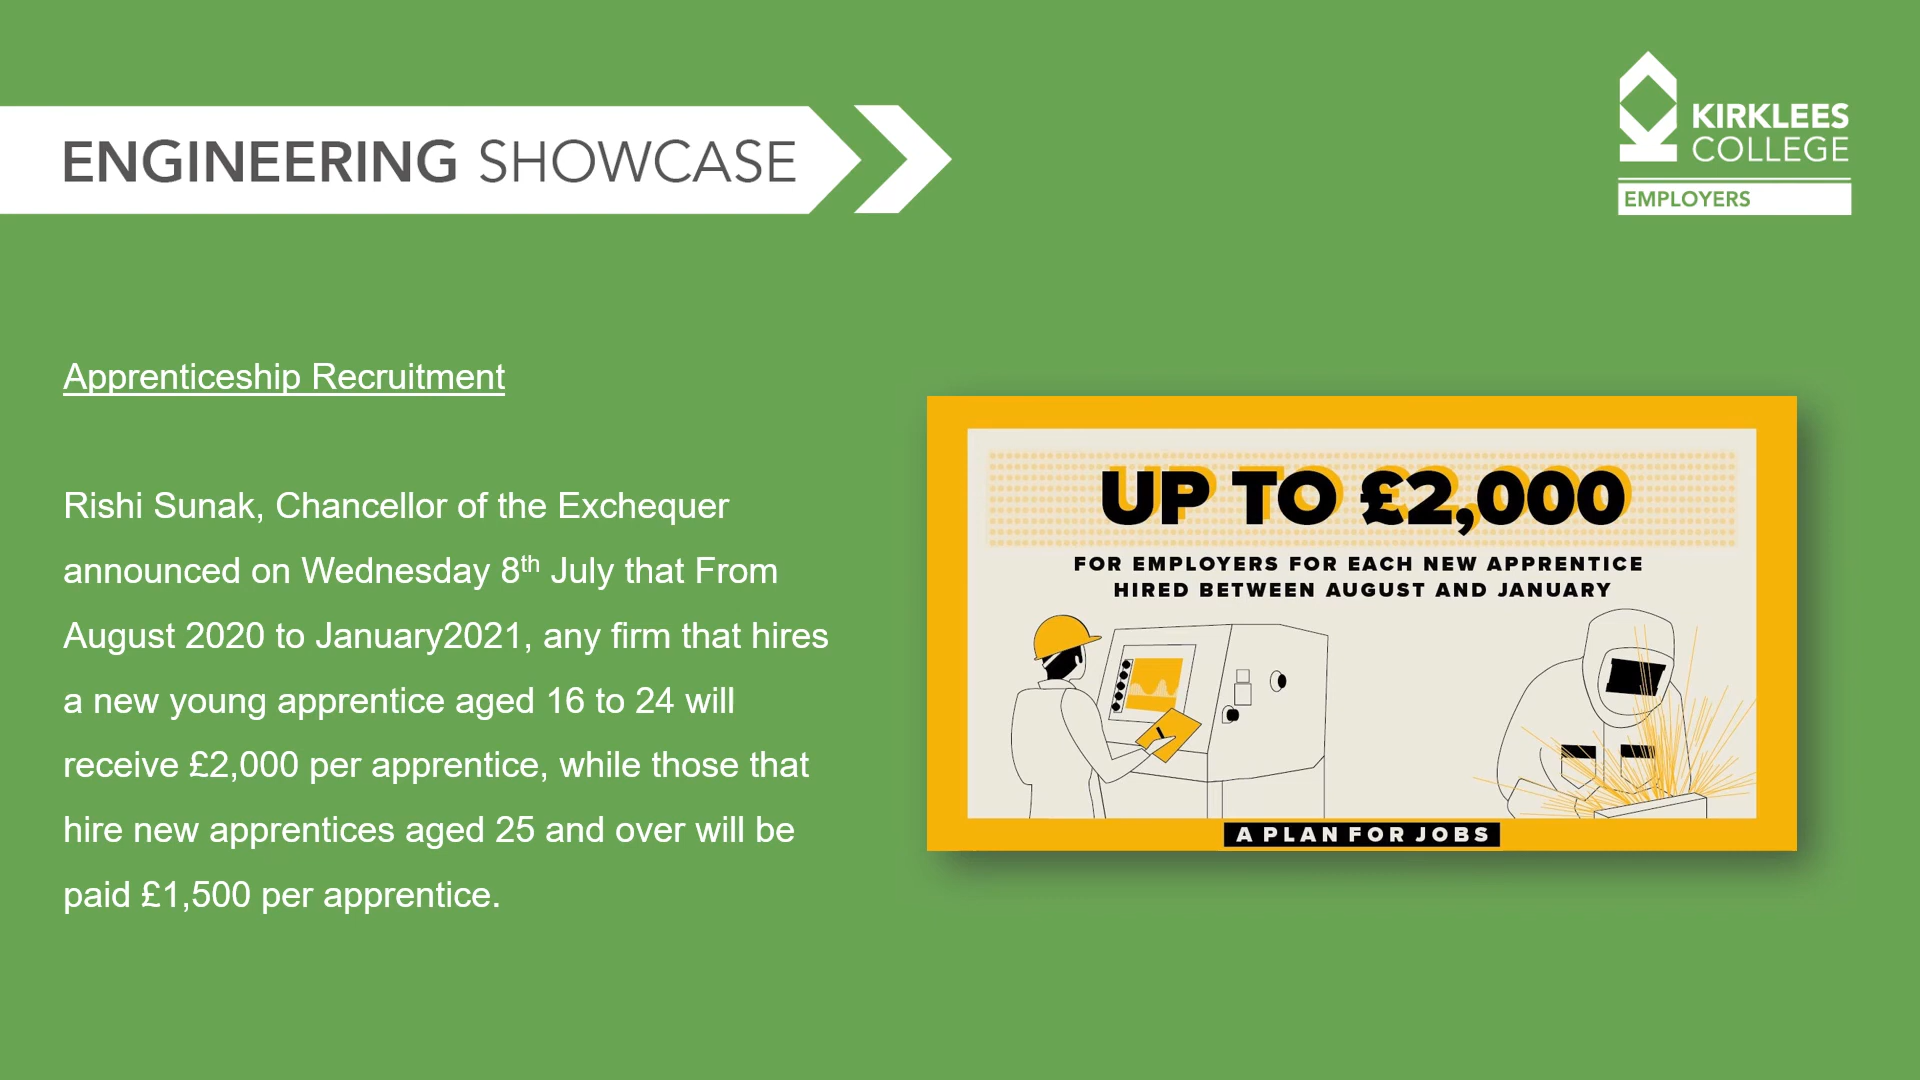 ENGINEERING SHOWCASE
KIRKLEES
COLLEGE
EMPLOYERS
Apprenticeship Recruitment
Rishi Sunak, Chancellor of the Exchequer
announced on Wednesday 8th July that From
August 2020 to January2021, any firm that hires
a new young apprentice aged 16 to 24 will
receive £2,000 per apprentice, while those that
hire new apprentices aged 25 and over will be
paid £1,500 per apprentice.
UP TO £2,000
FOR EMPLOYERS FOR EACH NEW APPRENTICE
HIRED BETWEEN AUGUST AND JANUARY
A PLAN FOR JOBS